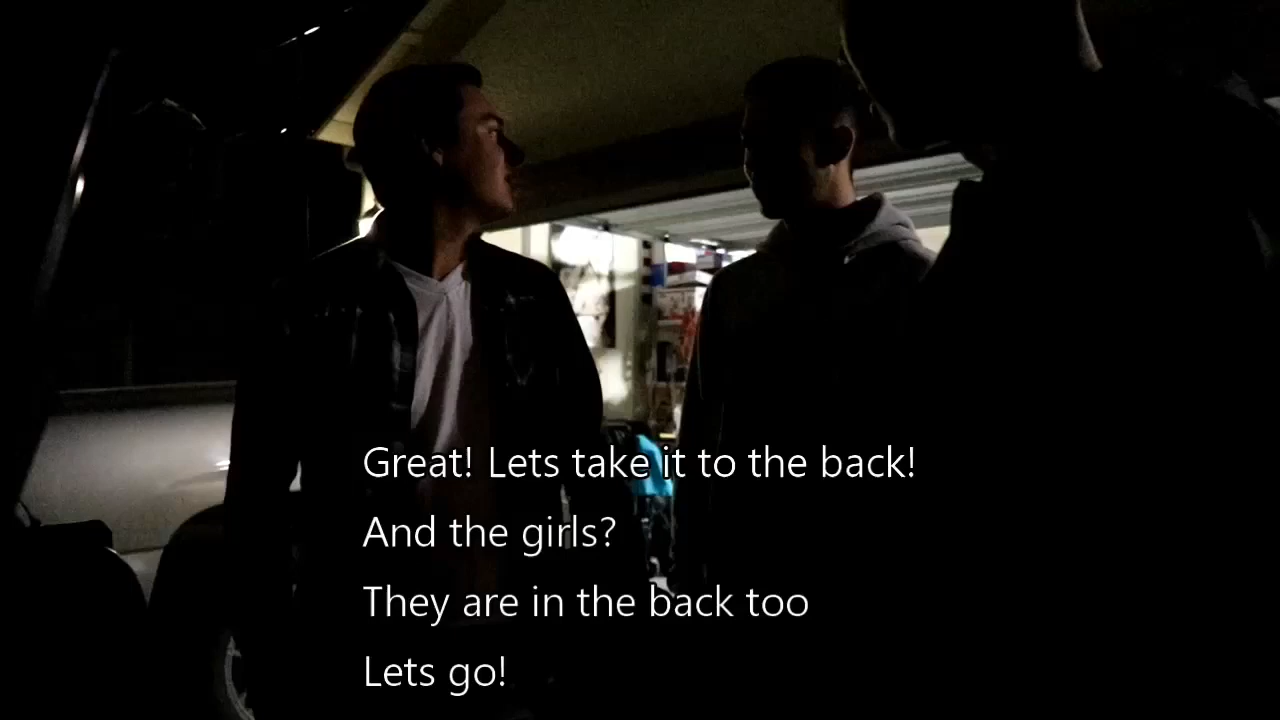 Great! Lets take it to the back!
And the girls?
They are in the back too
Lets go!